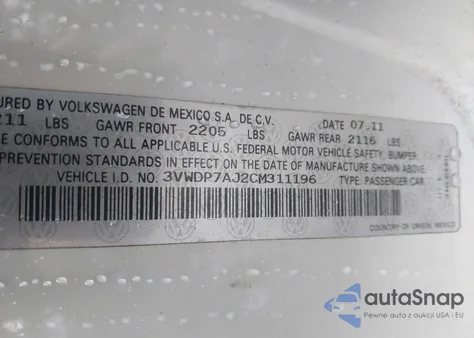 URED BY VOLKSWAGEN DE MEXICO S.A. DE C.V. DATE 07.11
211 LBS GAWR FRONT 2205 LBS GAWR REAR 2116 LBS.
CONFORMS TO ALL APPLICABLE U.S. FEDERAL MOTOR VEHICLE SAFETY, BUMPER
PREVENTION STANDARDS IN EFFECT ON THE DATE OF MANUFACTURE SHOWN ABOVE.
VEHICLE I.D. NO. 3VWDP7AJ2CM311196 TYPE: PASSENGER CAR
COUNTRY OF ORIGIN: MEXICO
autoSnap
Pewne auta z aukcji USA i EU